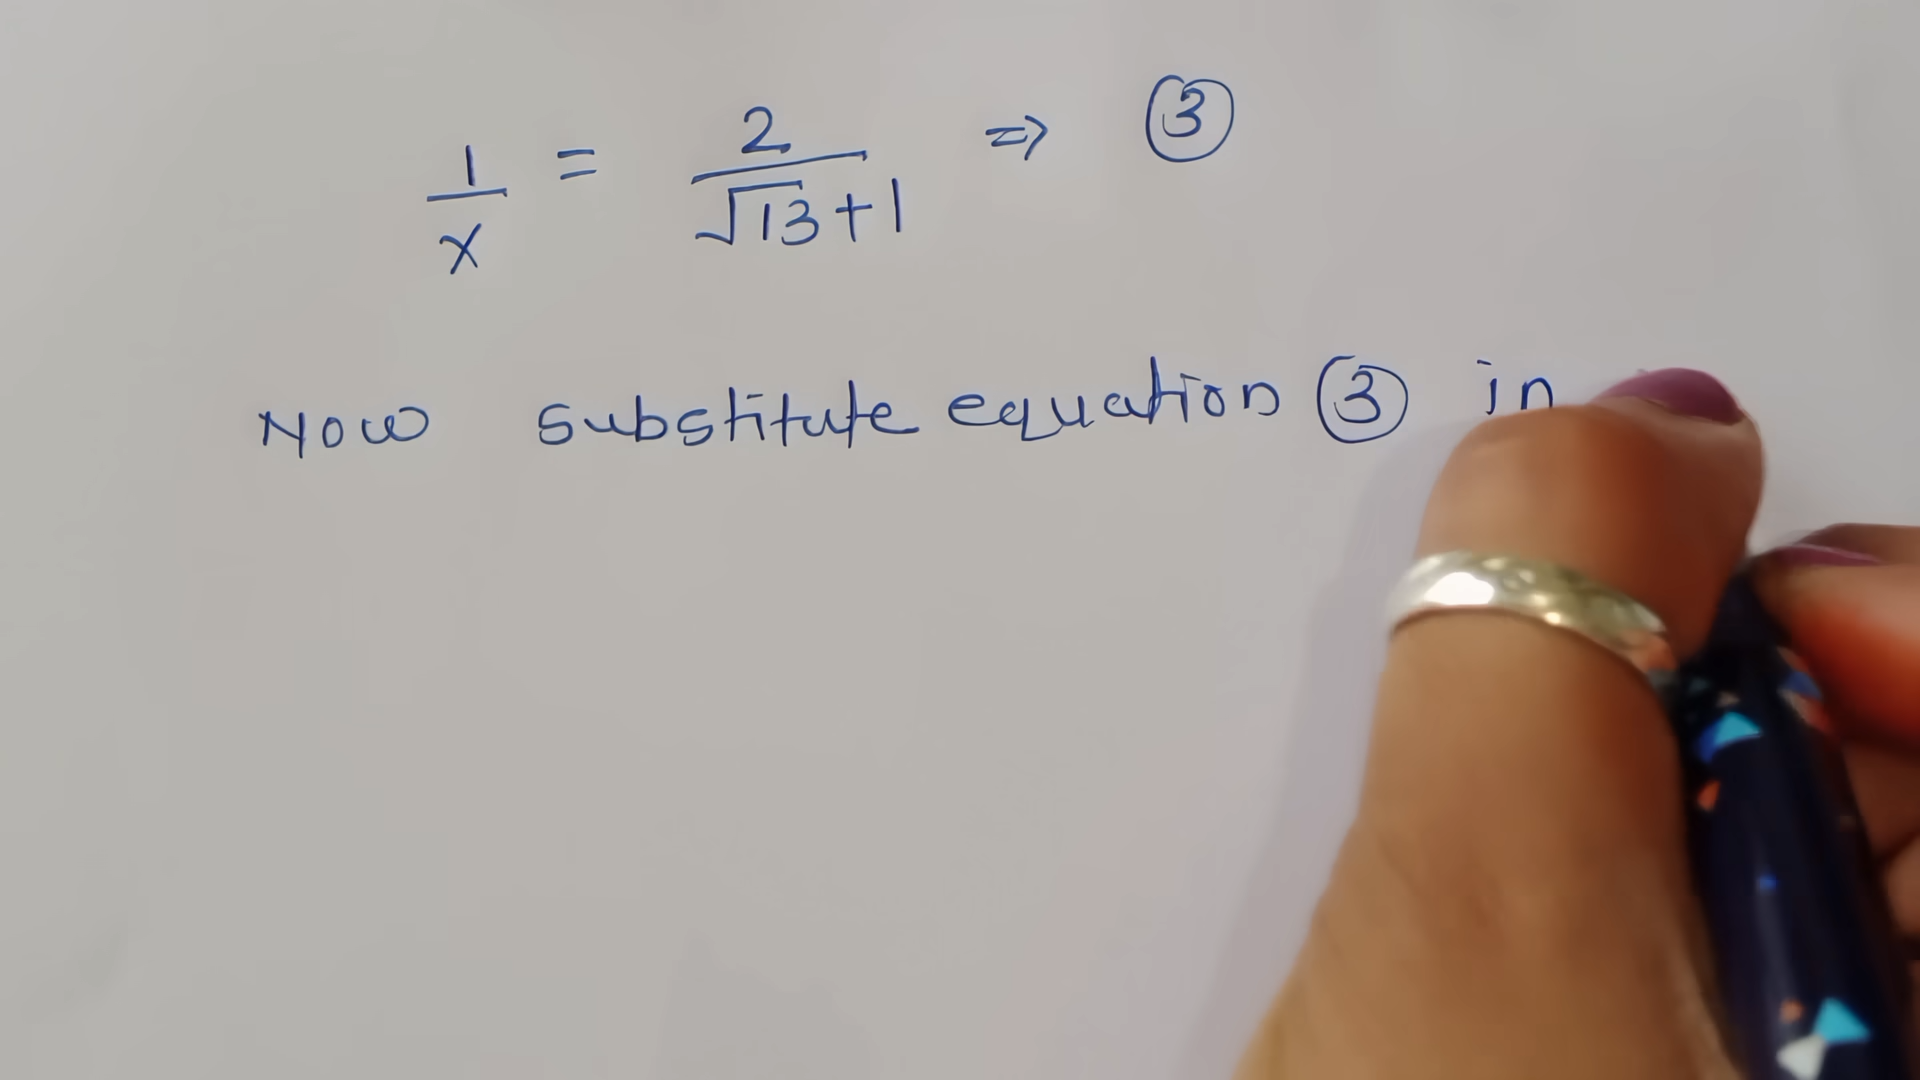 1/x = 2/(√13+1) => ③
Now substitute equation ③ in